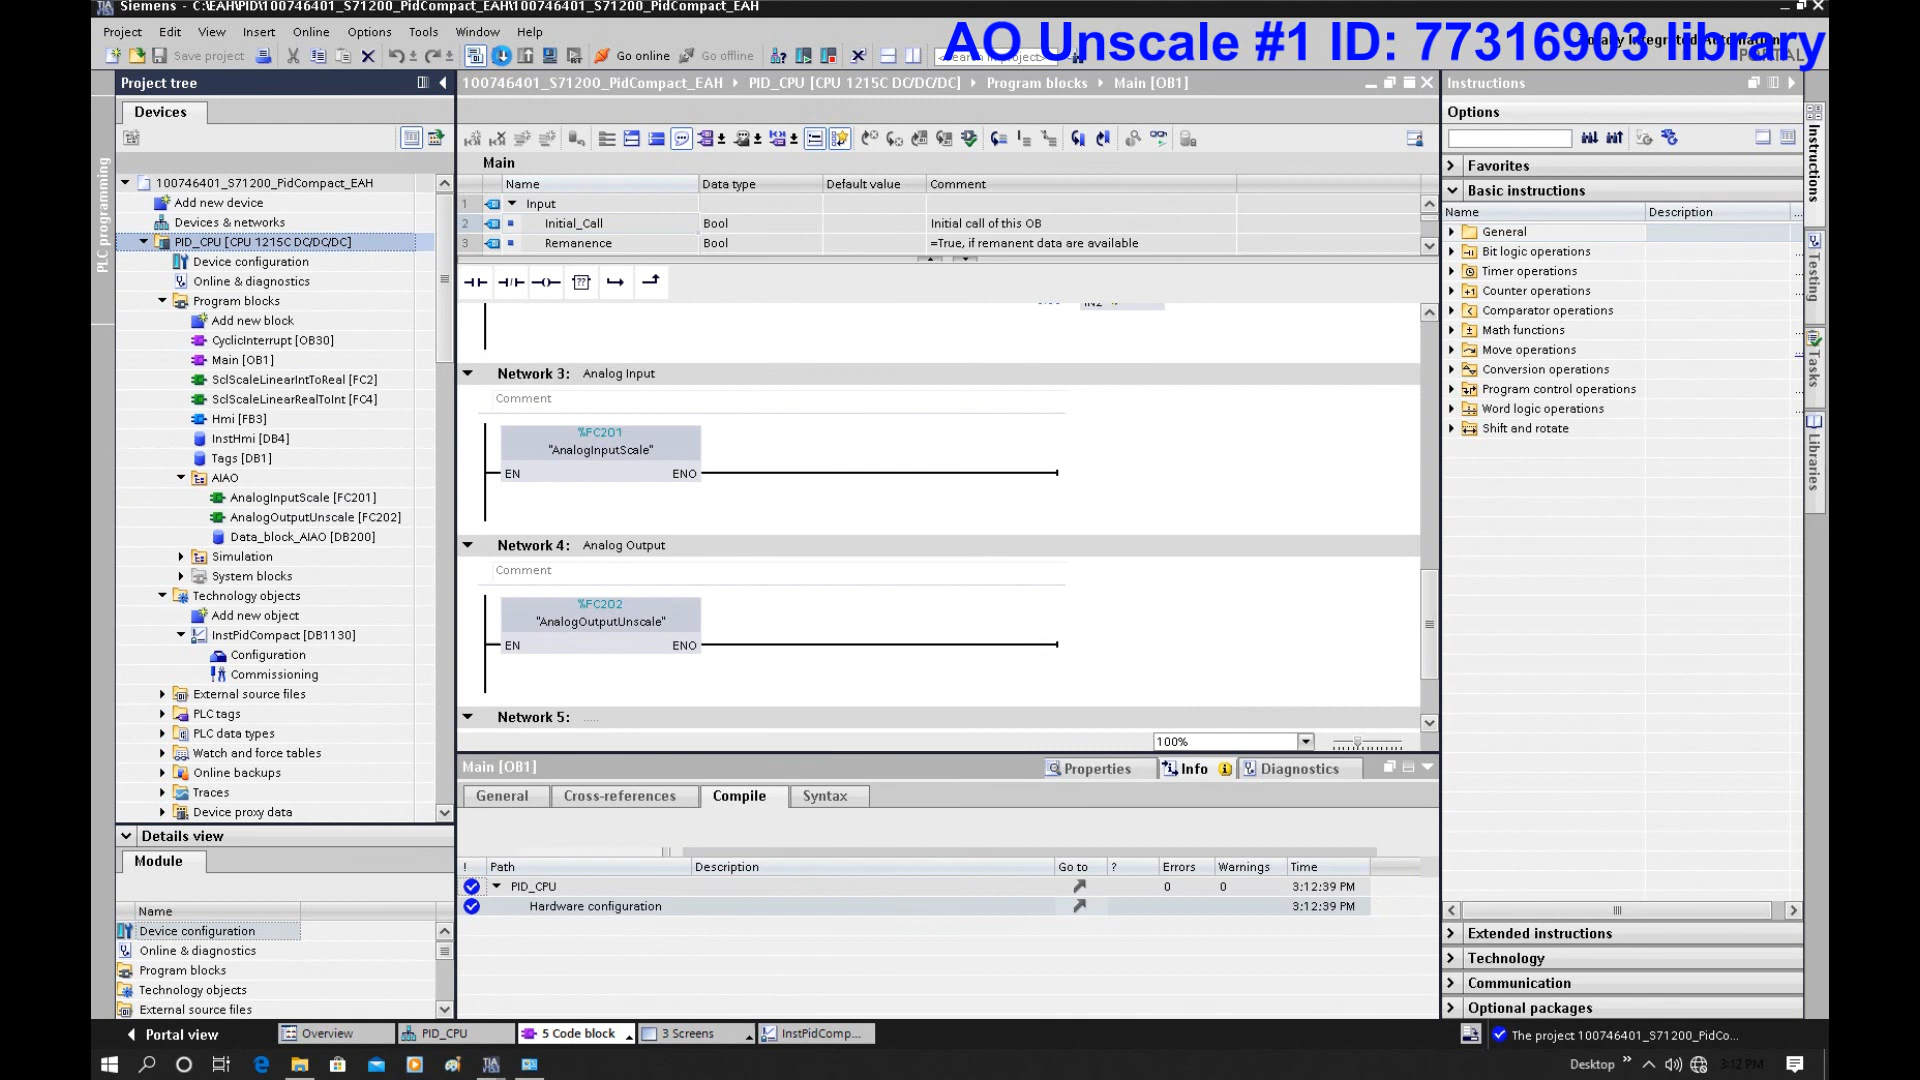 Siemens - C:\EAH\PID\100746401_S71200_PidCompact_EAH\100746401_S71200_PidCompact_EAH
AO Unscale #1 ID: 77316903 library
Project Edit View Insert Online Options Tools Window Help
Save project Go online Go offline
Project tree
100746401_S71200_PidCompact_EAH PID_CPU [CPU 1215C DC/DC/DC] Program blocks Main [OB1]
Instructions
Devices
Options
PLC programming
100746401_S71200_PidCompact_EAH
Add new device
Devices & networks
PID_CPU [CPU 1215C DC/DC/DC]
Device configuration
Online & diagnostics
Program blocks
Add new block
CyclicInterrupt [OB30]
Main [OB1]
SclScaleLinearIntToReal [FC2]
SclScaleLinearRealToInt [FC4]
Hmi [FB3]
InstHmi [DB4]
Tags [DB1]
AIAO
AnalogInputScale [FC201]
AnalogOutputUnscale [FC202]
Data_block_AIAO [DB200]
Simulation
System blocks
Technology objects
Add new object
InstPidCompact [DB1130]
Configuration
Commissioning
External source files
PLC tags
PLC data types
Watch and force tables
Online backups
Traces
Device proxy data
Details view
Module
Name
Device configuration
Online & diagnostics
Program blocks
Technology objects
External source files
Main
Name Data type Default value Comment
1 Input
2 Initial_Call Bool Initial call of this OB
3 Remanence Bool =True, if remanent data are available
Network 3: Analog Input
Comment
%FC201
"AnalogInputScale"
EN ENO
Network 4: Analog Output
Comment
%FC202
"AnalogOutputUnscale"
EN ENO
Network 5: .....
100%
Main [OB1]
Properties Info Diagnostics
General Cross-references Compile Syntax
! Path Description Go to ? Errors Warnings Time
PID_CPU 0 0 3:12:39 PM
Hardware configuration 3:12:39 PM
Favorites
Basic instructions
Name Description ...
General
Bit logic operations
Timer operations
Counter operations
Comparator operations
Math functions
Move operations
Conversion operations
Program control operations
Word logic operations
Shift and rotate
Extended instructions
Technology
Communication
Optional packages
Instructions
Testing
Tasks
Libraries
Portal view Overview PID_CPU 5 Code block 3 Screens InstPidComp...
The project 100746401_S71200_PidCo...
Desktop 3:12 PM